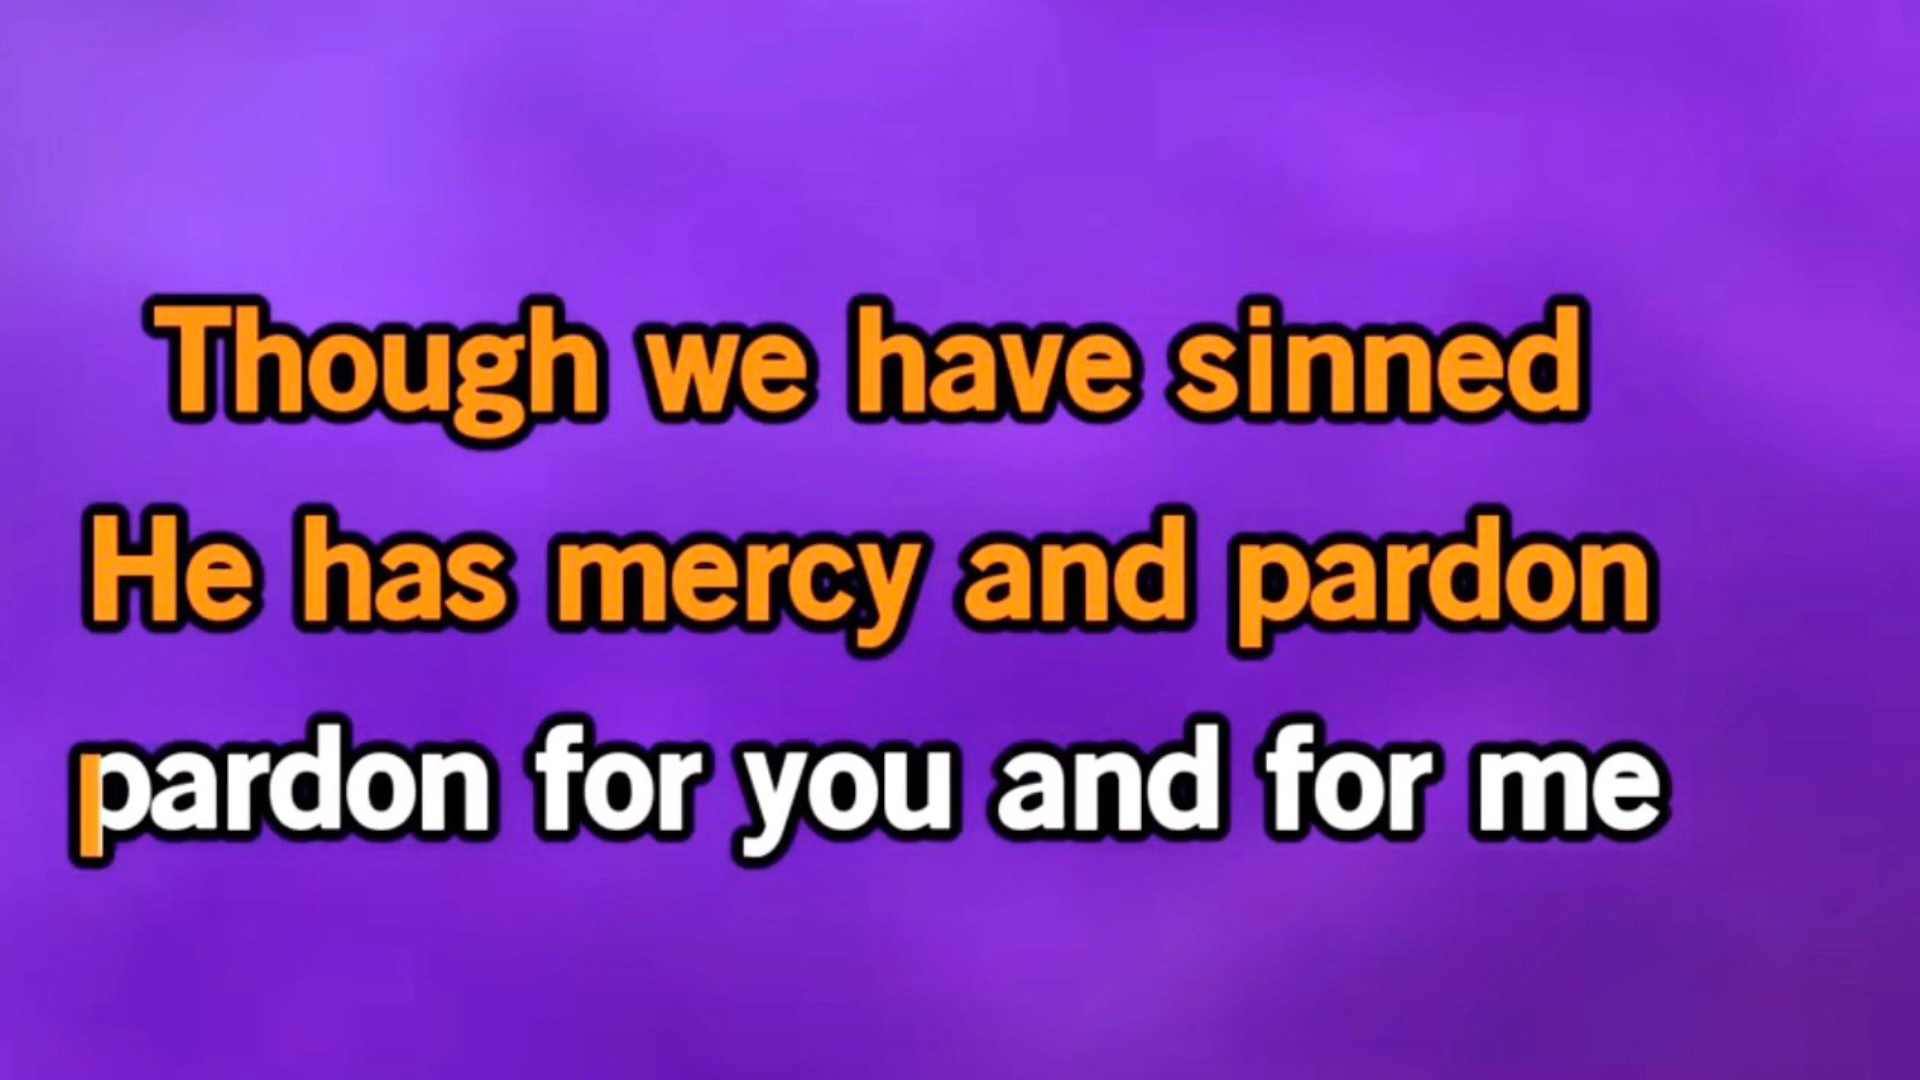 Though we have sinned
He has mercy and pardon
pardon for you and for me